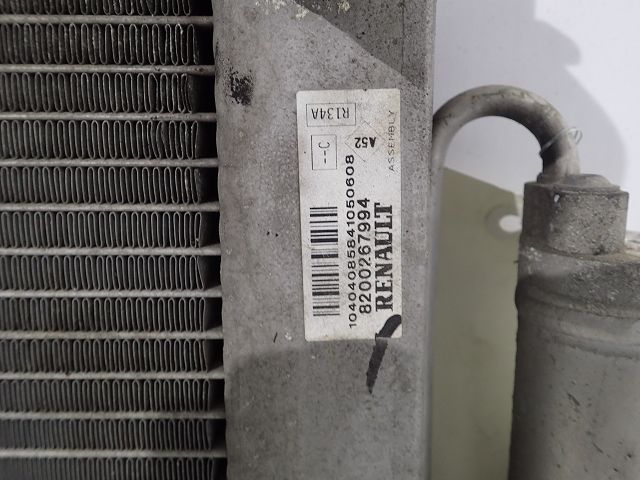 RENAULT
8200267994
10404085841050608
ASSEMBLY
A52
--C
R134A